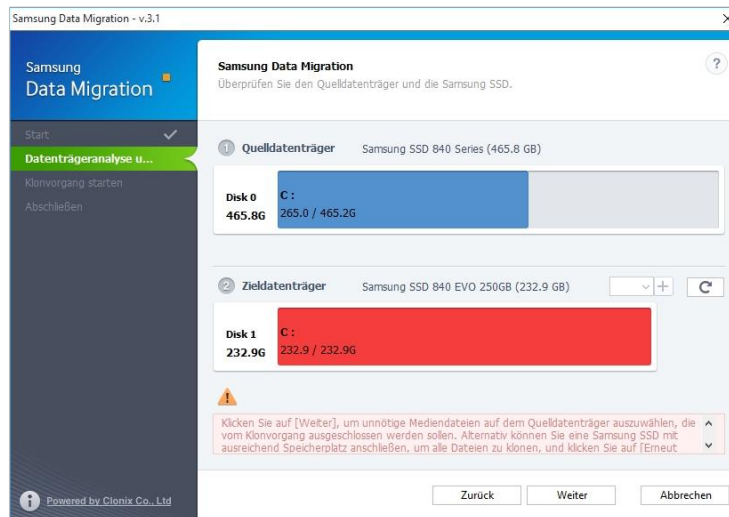 Samsung Data Migration - v.3.1
Samsung
Data Migration
Start
Datenträgeranalyse u...
Klonvorgang starten
Abschließen
Powered by Clonix Co., Ltd
Samsung Data Migration
Überprüfen Sie den Quelldatenträger und die Samsung SSD.
?
1 Quelldatenträger Samsung SSD 840 Series (465.8 GB)
Disk 0
465.8G
C :
265.0 / 465.2G
2 Zieldatenträger Samsung SSD 840 EVO 250GB (232.9 GB)
Disk 1
232.9G
C :
232.9 / 232.9G
Klicken Sie auf [Weiter], um unnötige Mediendateien auf dem Quelldatenträger auszuwählen, die
vom Klonvorgang ausgeschlossen werden sollen. Alternativ können Sie eine Samsung SSD mit
ausreichend Speicherplatz anschließen, um alle Dateien zu klonen, und klicken Sie auf [Erneut
Zurück
Weiter
Abbrechen